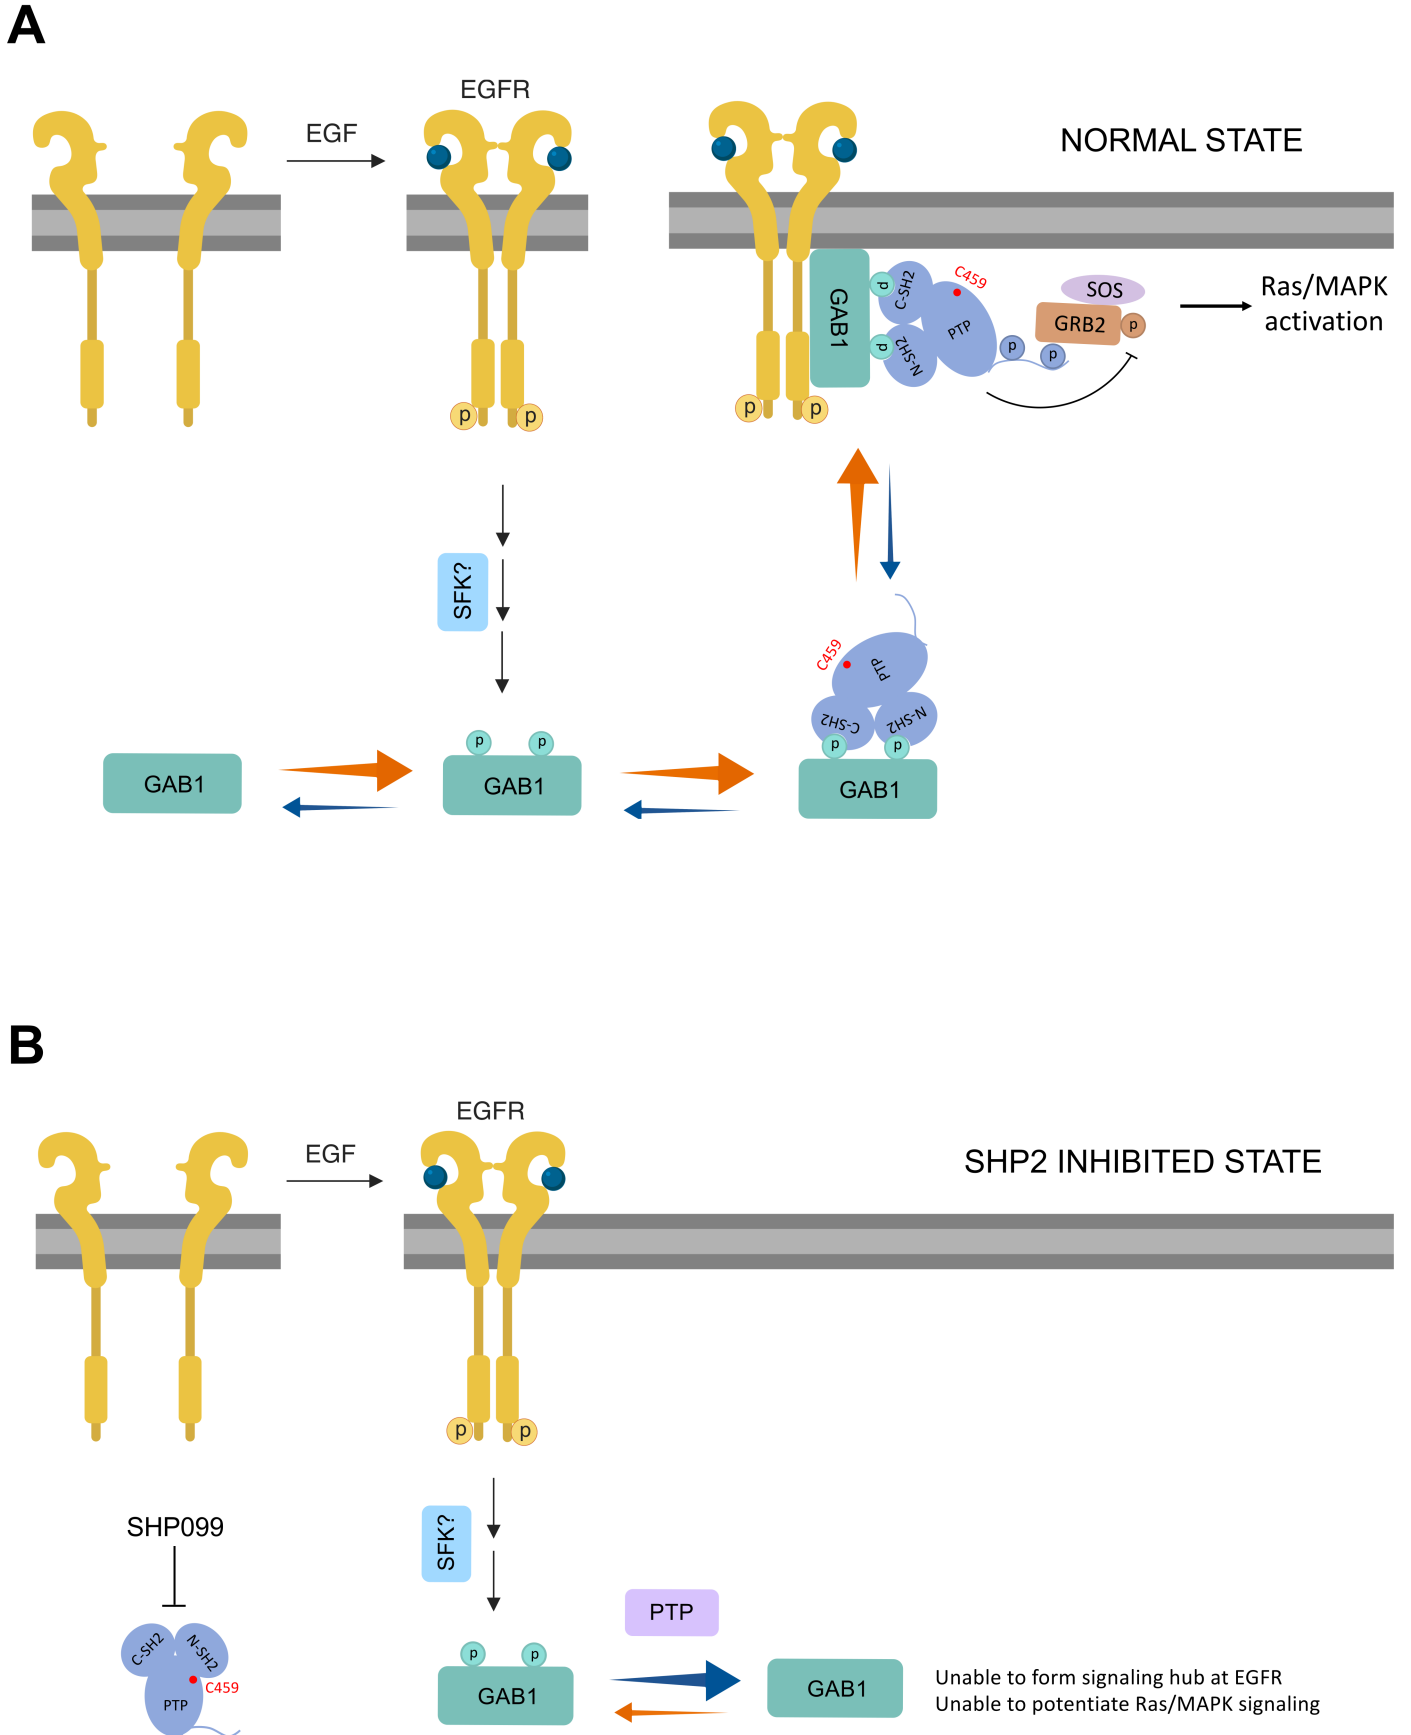 A
EGFR
EGF
NORMAL STATE
GAB1
p
C-SH2
p
N-SH2
C459
PTP
p
p
SOS
GRB2
p
Ras/MAPK
activation
p
p
p
p
SFK?
C459
PTP
C-SH2
N-SH2
p
p
GAB1
p
p
GAB1
GAB1
B
EGFR
EGF
SHP2 INHIBITED STATE
p
p
SHP099
C-SH2
N-SH2
C459
PTP
SFK?
p
p
GAB1
PTP
GAB1
Unable to form signaling hub at EGFR
Unable to potentiate Ras/MAPK signaling